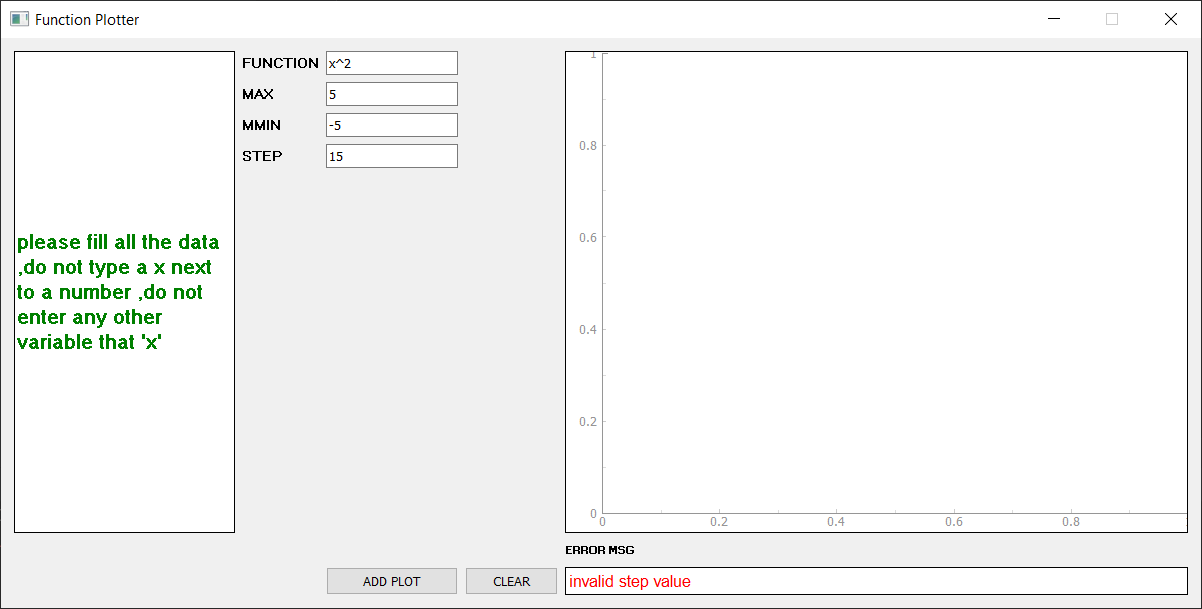 Function Plotter
please fill all the data
,do not type a x next
to a number ,do not
enter any other
variable that 'x'
FUNCTION x^2
MAX 5
MMIN -5
STEP 15
1
0.8
0.6
0.4
0.2
0
0 0.2 0.4 0.6 0.8
ERROR MSG
ADD PLOT CLEAR invalid step value